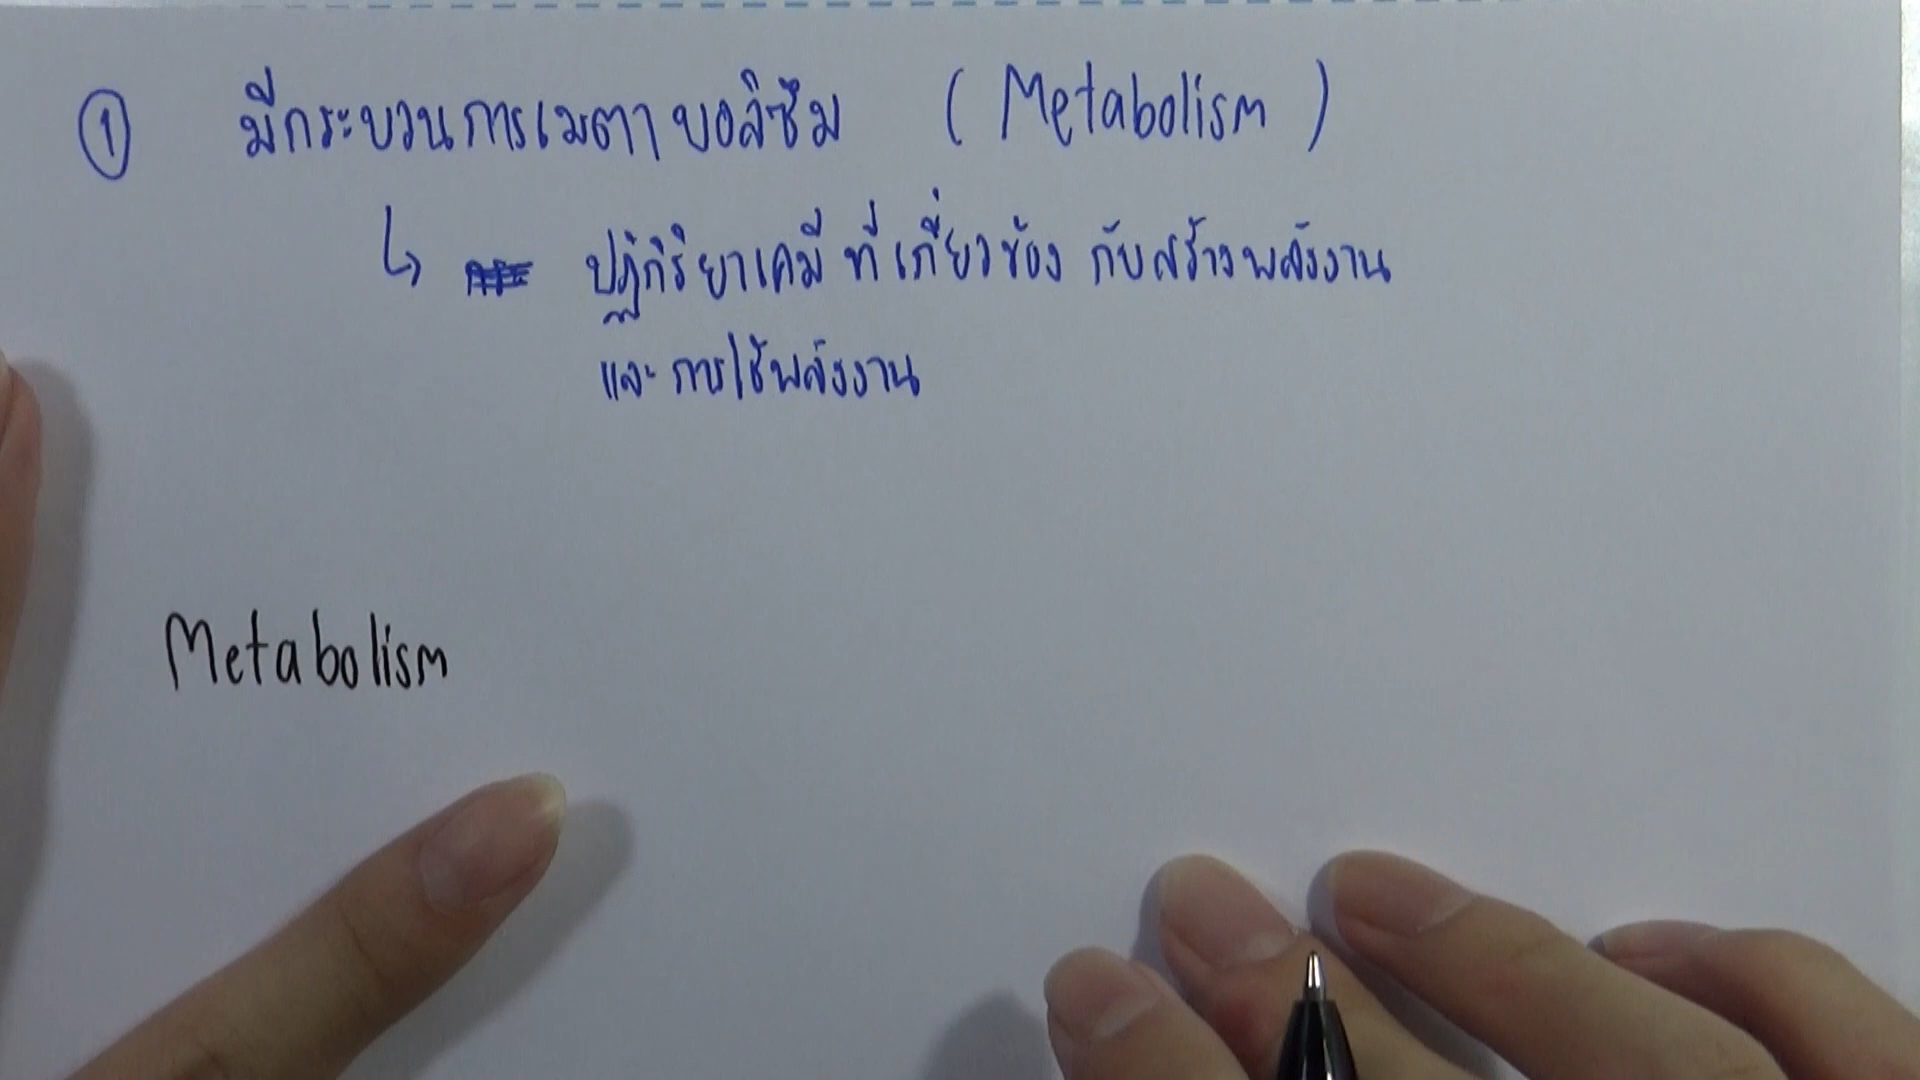 ① มีกระบวนการเมตาบอลิซึม (Metabolism)
↳ ปฏิกิริยาเคมีที่เกี่ยวข้อง กับสร้างพลังงาน
และ การใช้พลังงาน
Metabolism